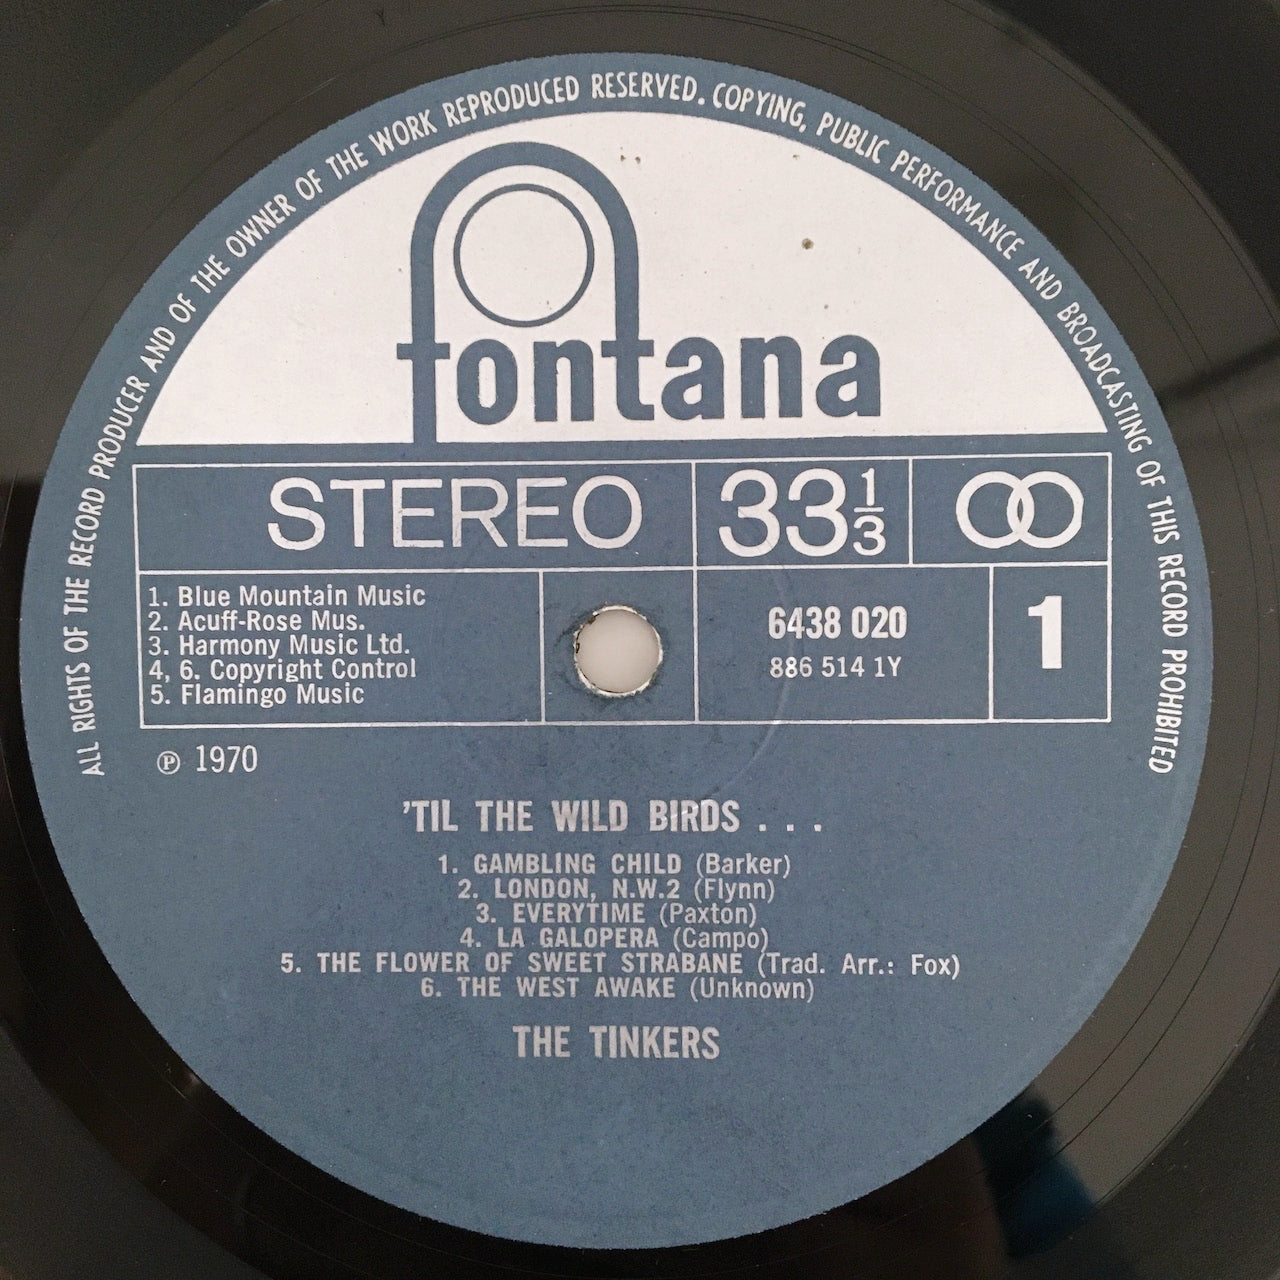 ALL RIGHTS OF THE RECORD PRODUCER AND OF THE OWNER OF THE WORK REPRODUCED RESERVED. COPYING, PUBLIC PERFORMANCE AND BROADCASTING OF THIS RECORD PROHIBITED
fontana
STEREO 33 1/3
1. Blue Mountain Music
2. Acuff-Rose Mus.
3. Harmony Music Ltd.
4, 6. Copyright Control
5. Flamingo Music
6438 020
886 514 1Y
1
℗ 1970
'TIL THE WILD BIRDS . . .
1. GAMBLING CHILD (Barker)
2. LONDON, N.W.2 (Flynn)
3. EVERYTIME (Paxton)
4. LA GALOPERA (Campo)
5. THE FLOWER OF SWEET STRABANE (Trad. Arr.: Fox)
6. THE WEST AWAKE (Unknown)
THE TINKERS